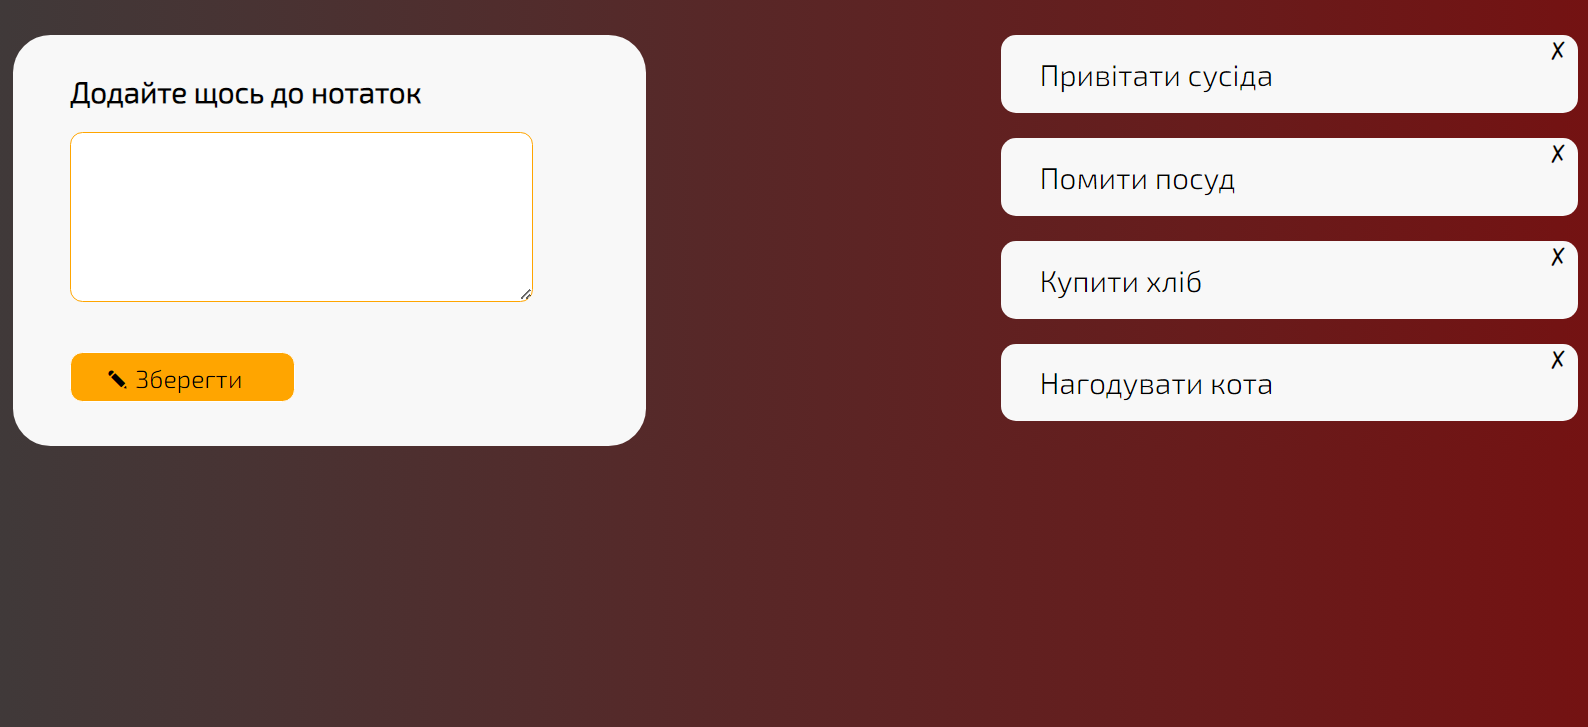 Додайте щось до нотаток
✎ Зберегти
Привітати сусіда
✗
Помити посуд
✗
Купити хліб
✗
Нагодувати кота
✗